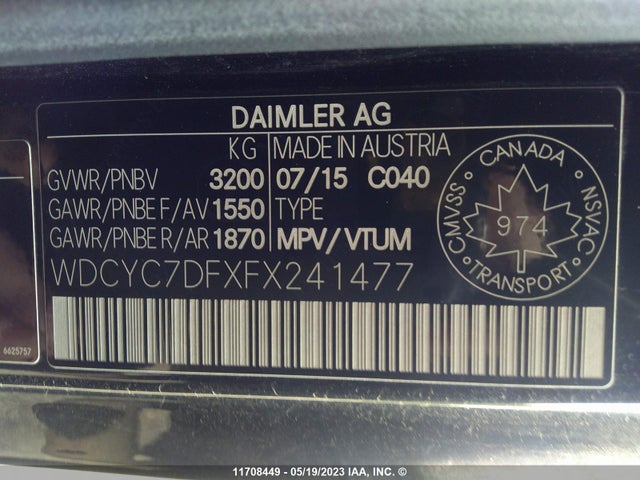 DAIMLER AG
KG MADE IN AUSTRIA
GVWR/PNBV 3200 07/15 C040
GAWR/PNBE F/AV 1550 TYPE
GAWR/PNBE R/AR 1870 MPV/VTUM
WDCYC7DFXFX241477
CANADA
CMVSS
974
NSVAC
TRANSPORT
6625757
11708449 - 05/19/2023 IAA, INC. ©